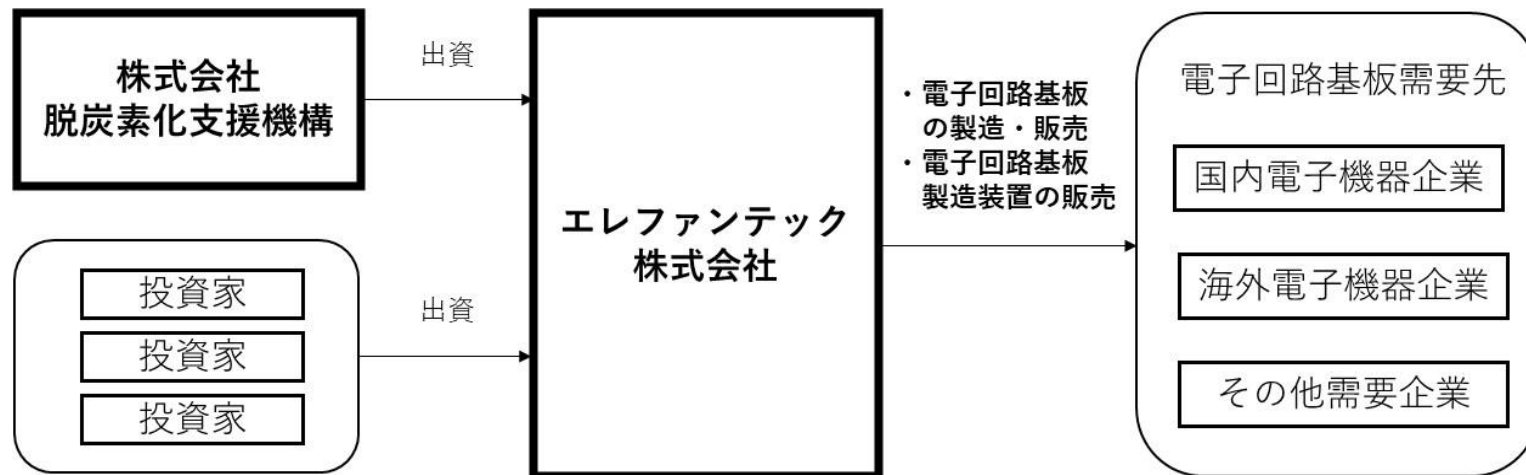 株式会社
脱炭素化支援機構
出資
投資家
投資家
投資家
出資
エレファンテック
株式会社
・電子回路基板
の製造・販売
・電子回路基板
製造装置の販売
電子回路基板需要先
国内電子機器企業
海外電子機器企業
その他需要企業